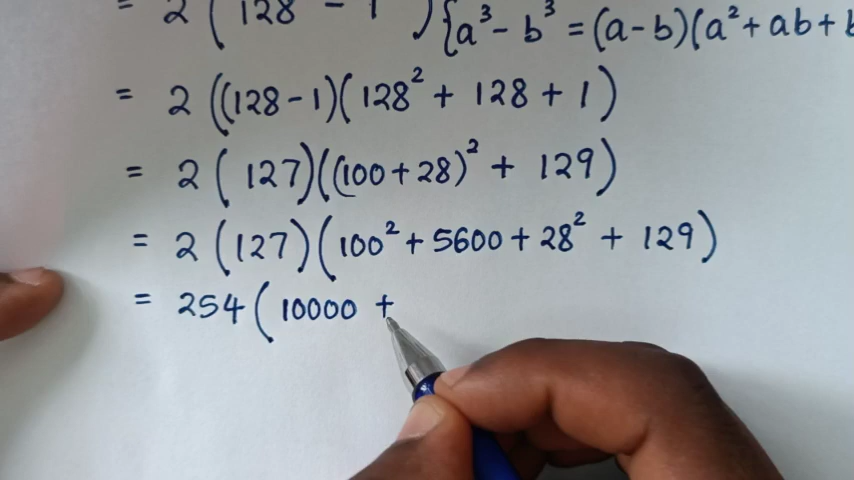 = 2 ( 128 - 1 ) {a³ - b³ = (a-b)(a² + ab + b
= 2 ((128-1)(128² + 128 + 1)
= 2 ( 127)((100+28)² + 129)
= 2 (127)(100² + 5600 + 28² + 129)
= 254 ( 10000 +